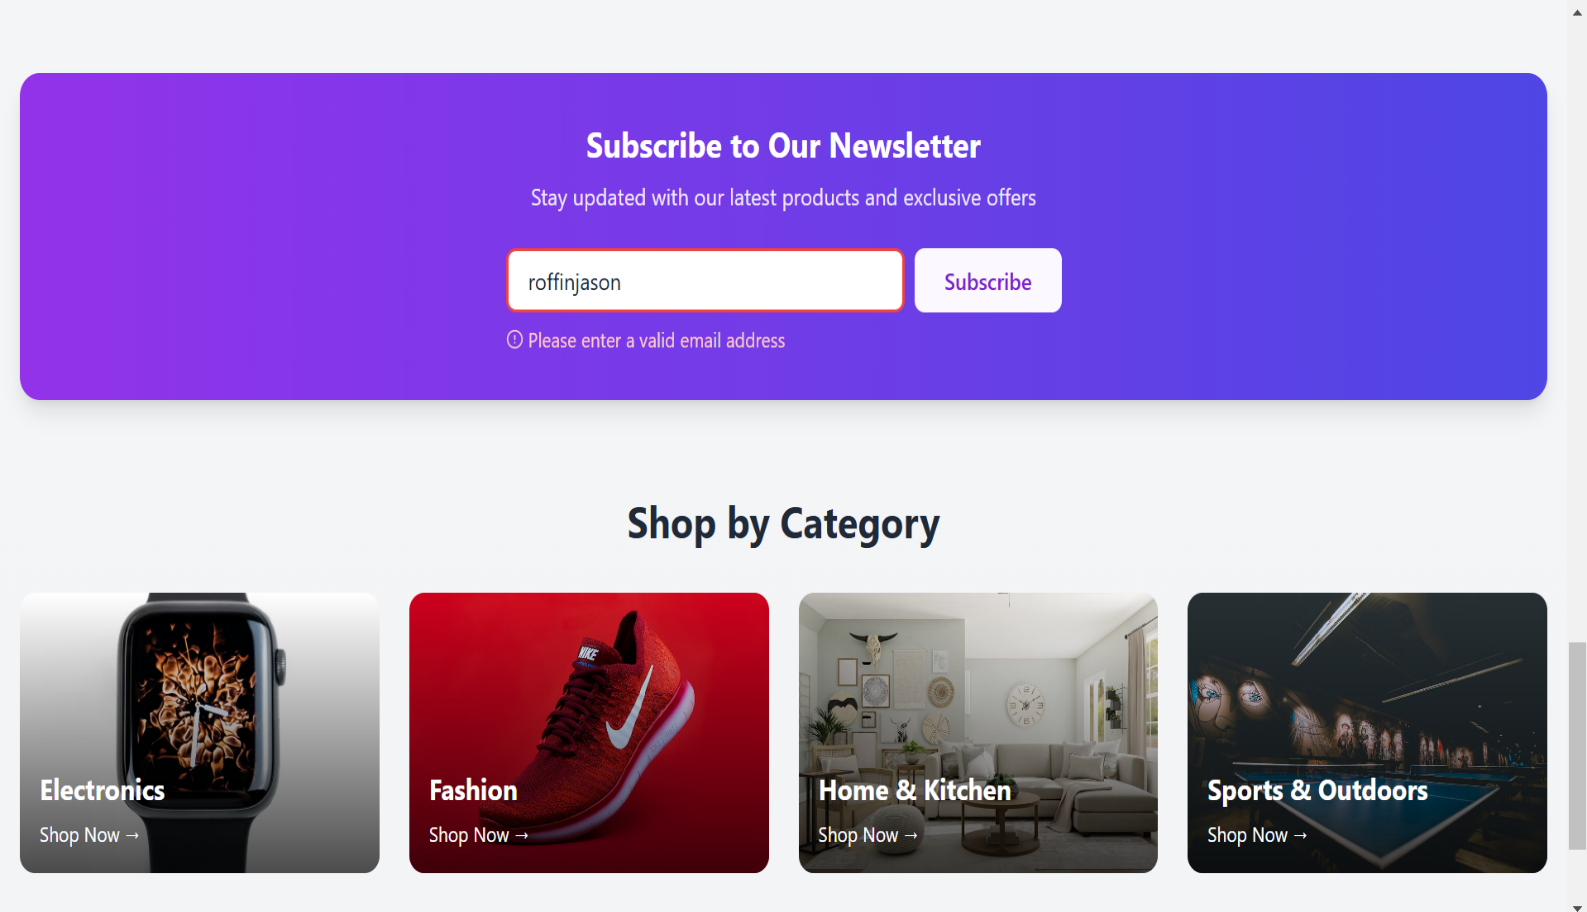 Subscribe to Our Newsletter
Stay updated with our latest products and exclusive offers
roffinjason
Subscribe
Please enter a valid email address
Shop by Category
NIKE
Electronics
Shop Now →
Fashion
Shop Now →
Home & Kitchen
Shop Now →
Sports & Outdoors
Shop Now →